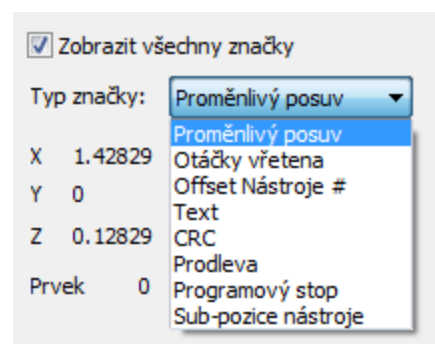 Zobrazit všechny značky
Typ značky: Proměnlivý posuv
Proměnlivý posuv
X 1.42829 Otáčky vřetena
Y 0 Offset Nástroje #
Text
Z 0.12829 CRC
Prodleva
Prvek 0 Programový stop
Sub-pozice nástroje